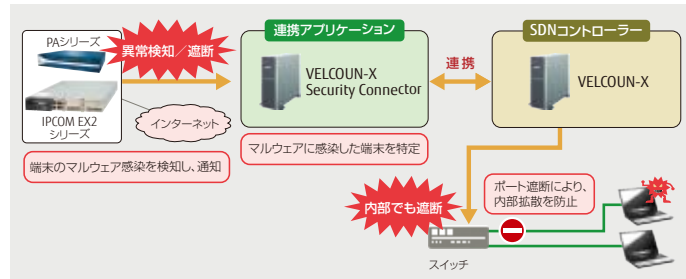 PAシリーズ
異常検知／遮断
IPCOM EX2
シリーズ
インターネット
端末のマルウェア感染を検知し、通知
連携アプリケーション
VELCOUN-X
Security Connector
マルウェアに感染した端末を特定
連携
SDNコントローラー
VELCOUN-X
内部でも遮断
ポート遮断により、
内部拡散を防止
スイッチ